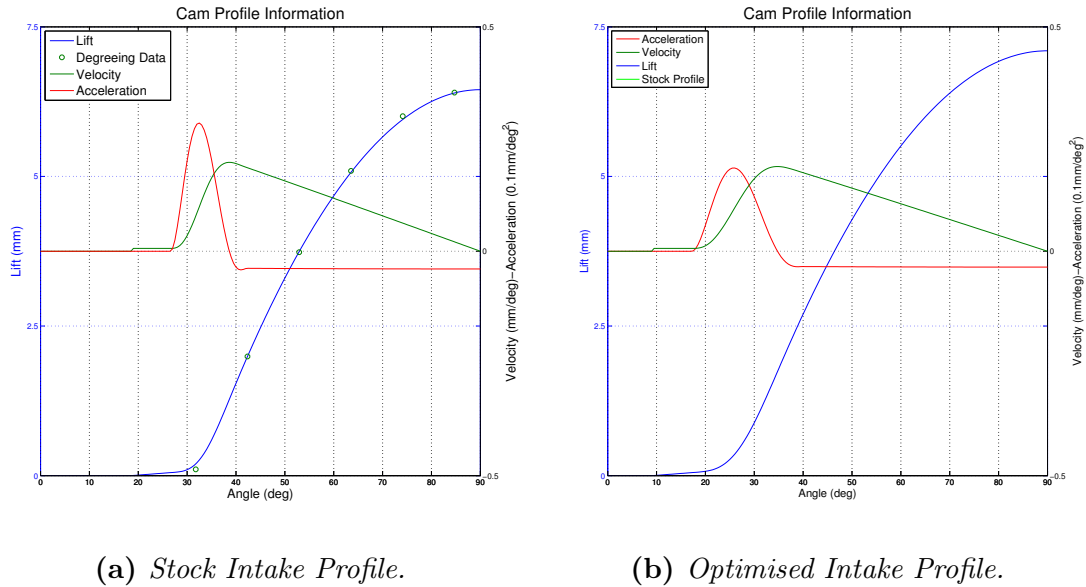 Cam Profile Information
7.5
5
2.5
0
Lift (mm)
Lift
Degreeing Data
Velocity
Acceleration
0.5
0
−0.5
Velocity (mm/deg)−Acceleration (0.1mm/deg²)
0 10 20 30 40 50 60 70 80 90
Angle (deg)
(a) Stock Intake Profile.
Cam Profile Information
7.5
5
2.5
0
Lift (mm)
Acceleration
Velocity
Lift
Stock Profile
0.5
0
−0.5
Velocity (mm/deg)−Acceleration (0.1mm/deg²)
0 10 20 30 40 50 60 70 80 90
Angle (deg)
(b) Optimised Intake Profile.